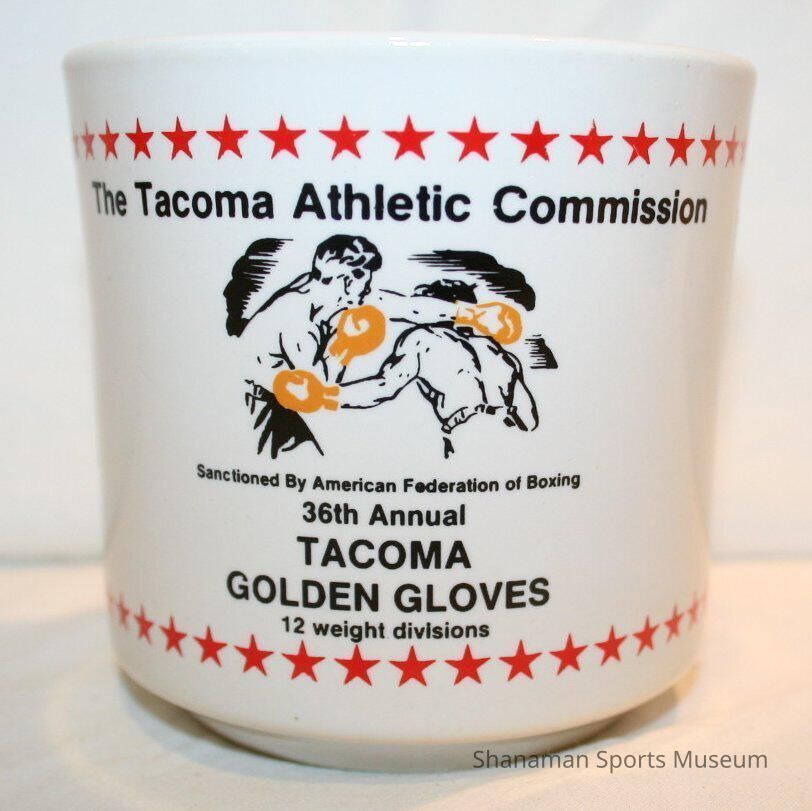 The Tacoma Athletic Commission
Sanctioned By American Federation of Boxing
36th Annual
TACOMA
GOLDEN GLOVES
12 weight divisions
Shanaman Sports Museum